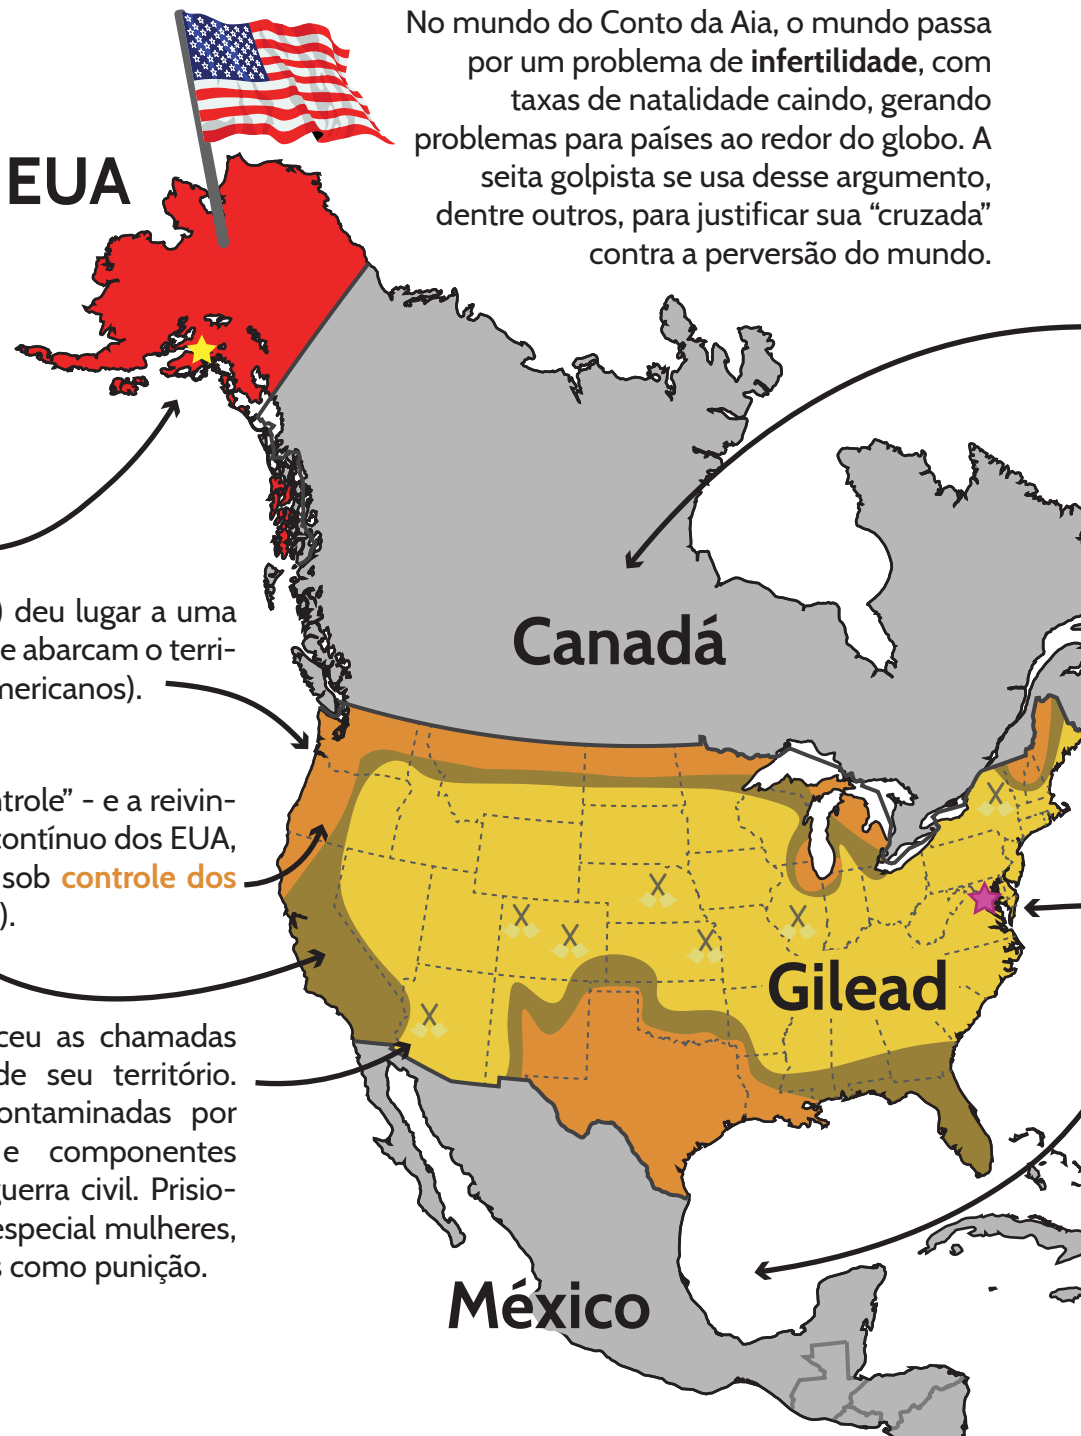 No mundo do Conto da Aia, o mundo passa
por um problema de infertilidade, com
taxas de natalidade caindo, gerando
problemas para países ao redor do globo. A
seita golpista se usa desse argumento,
dentre outros, para justificar sua “cruzada”
contra a perversão do mundo.
EUA
) deu lugar a uma
e abarcam o terri-
mericanos).
Canadá
ntrole” - e a reivin-
contínuo dos EUA,
sob controle dos
).
Gilead
ceu as chamadas
de seu território.
ontaminadas por
e componentes
guerra civil. Prisio-
especial mulheres,
s como punição.
México